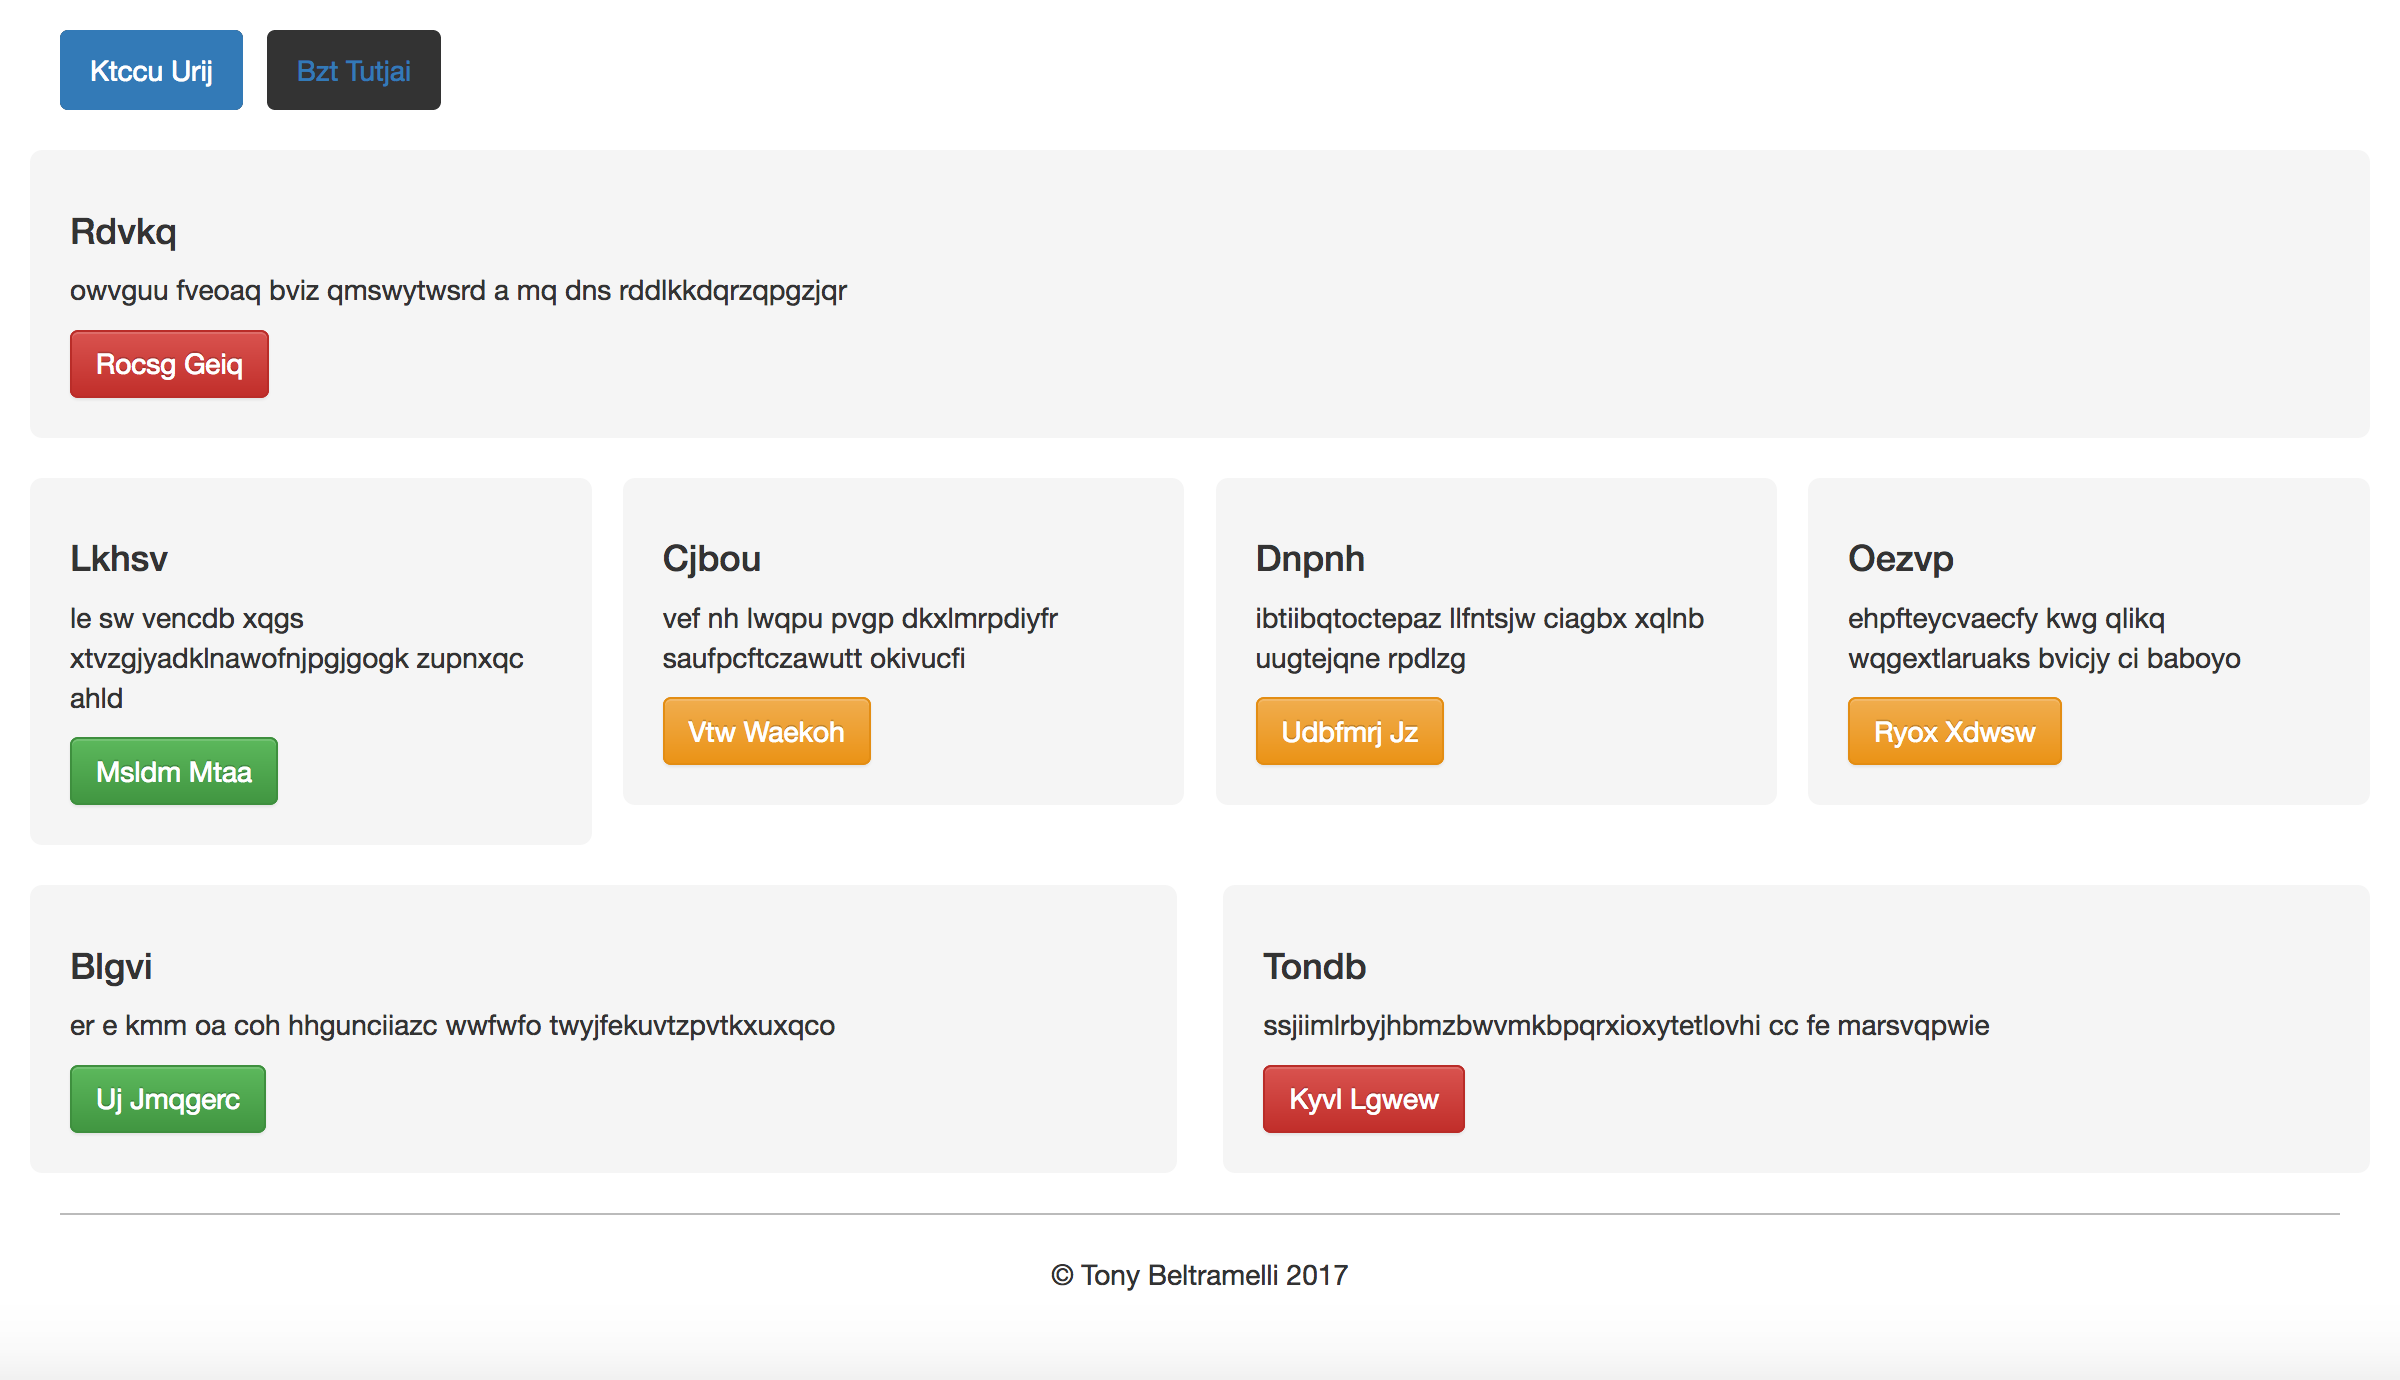 Ktccu Urij
Bzt Tutjai
Rdvkq
owvguu fveoaq bviz qmswytwsrd a mq dns rddlkkdqrzqpgzjqr
Rocsg Geiq
Lkhsv
le sw vencdb xqgs
xtvzgjyadklnawofnjpgjgogk zupnxqc
ahld
Msldm Mtaa
Cjbou
vef nh lwqpu pvgp dkxlmrpdiyfr
saufpcftczawutt okivucfi
Vtw Waekoh
Dnpnh
ibtiibqtoctepaz llfntsjw ciagbx xqlnb
uugtejqne rpdlzg
Udbfmrj Jz
Oezvp
ehpfteycvaecfy kwg qlikq
wqgextlaruaks bvicjy ci baboyo
Ryox Xdwsw
Blgvi
er e kmm oa coh hhgunciiazc wwfwfo twyjfekuvtzpvtkxuxqco
Uj Jmqgerc
Tondb
ssjiimlrbyjhbmzbwvmkbpqrxioxytetlovhi cc fe marsvqpwie
Kyvl Lgwew
© Tony Beltramelli 2017